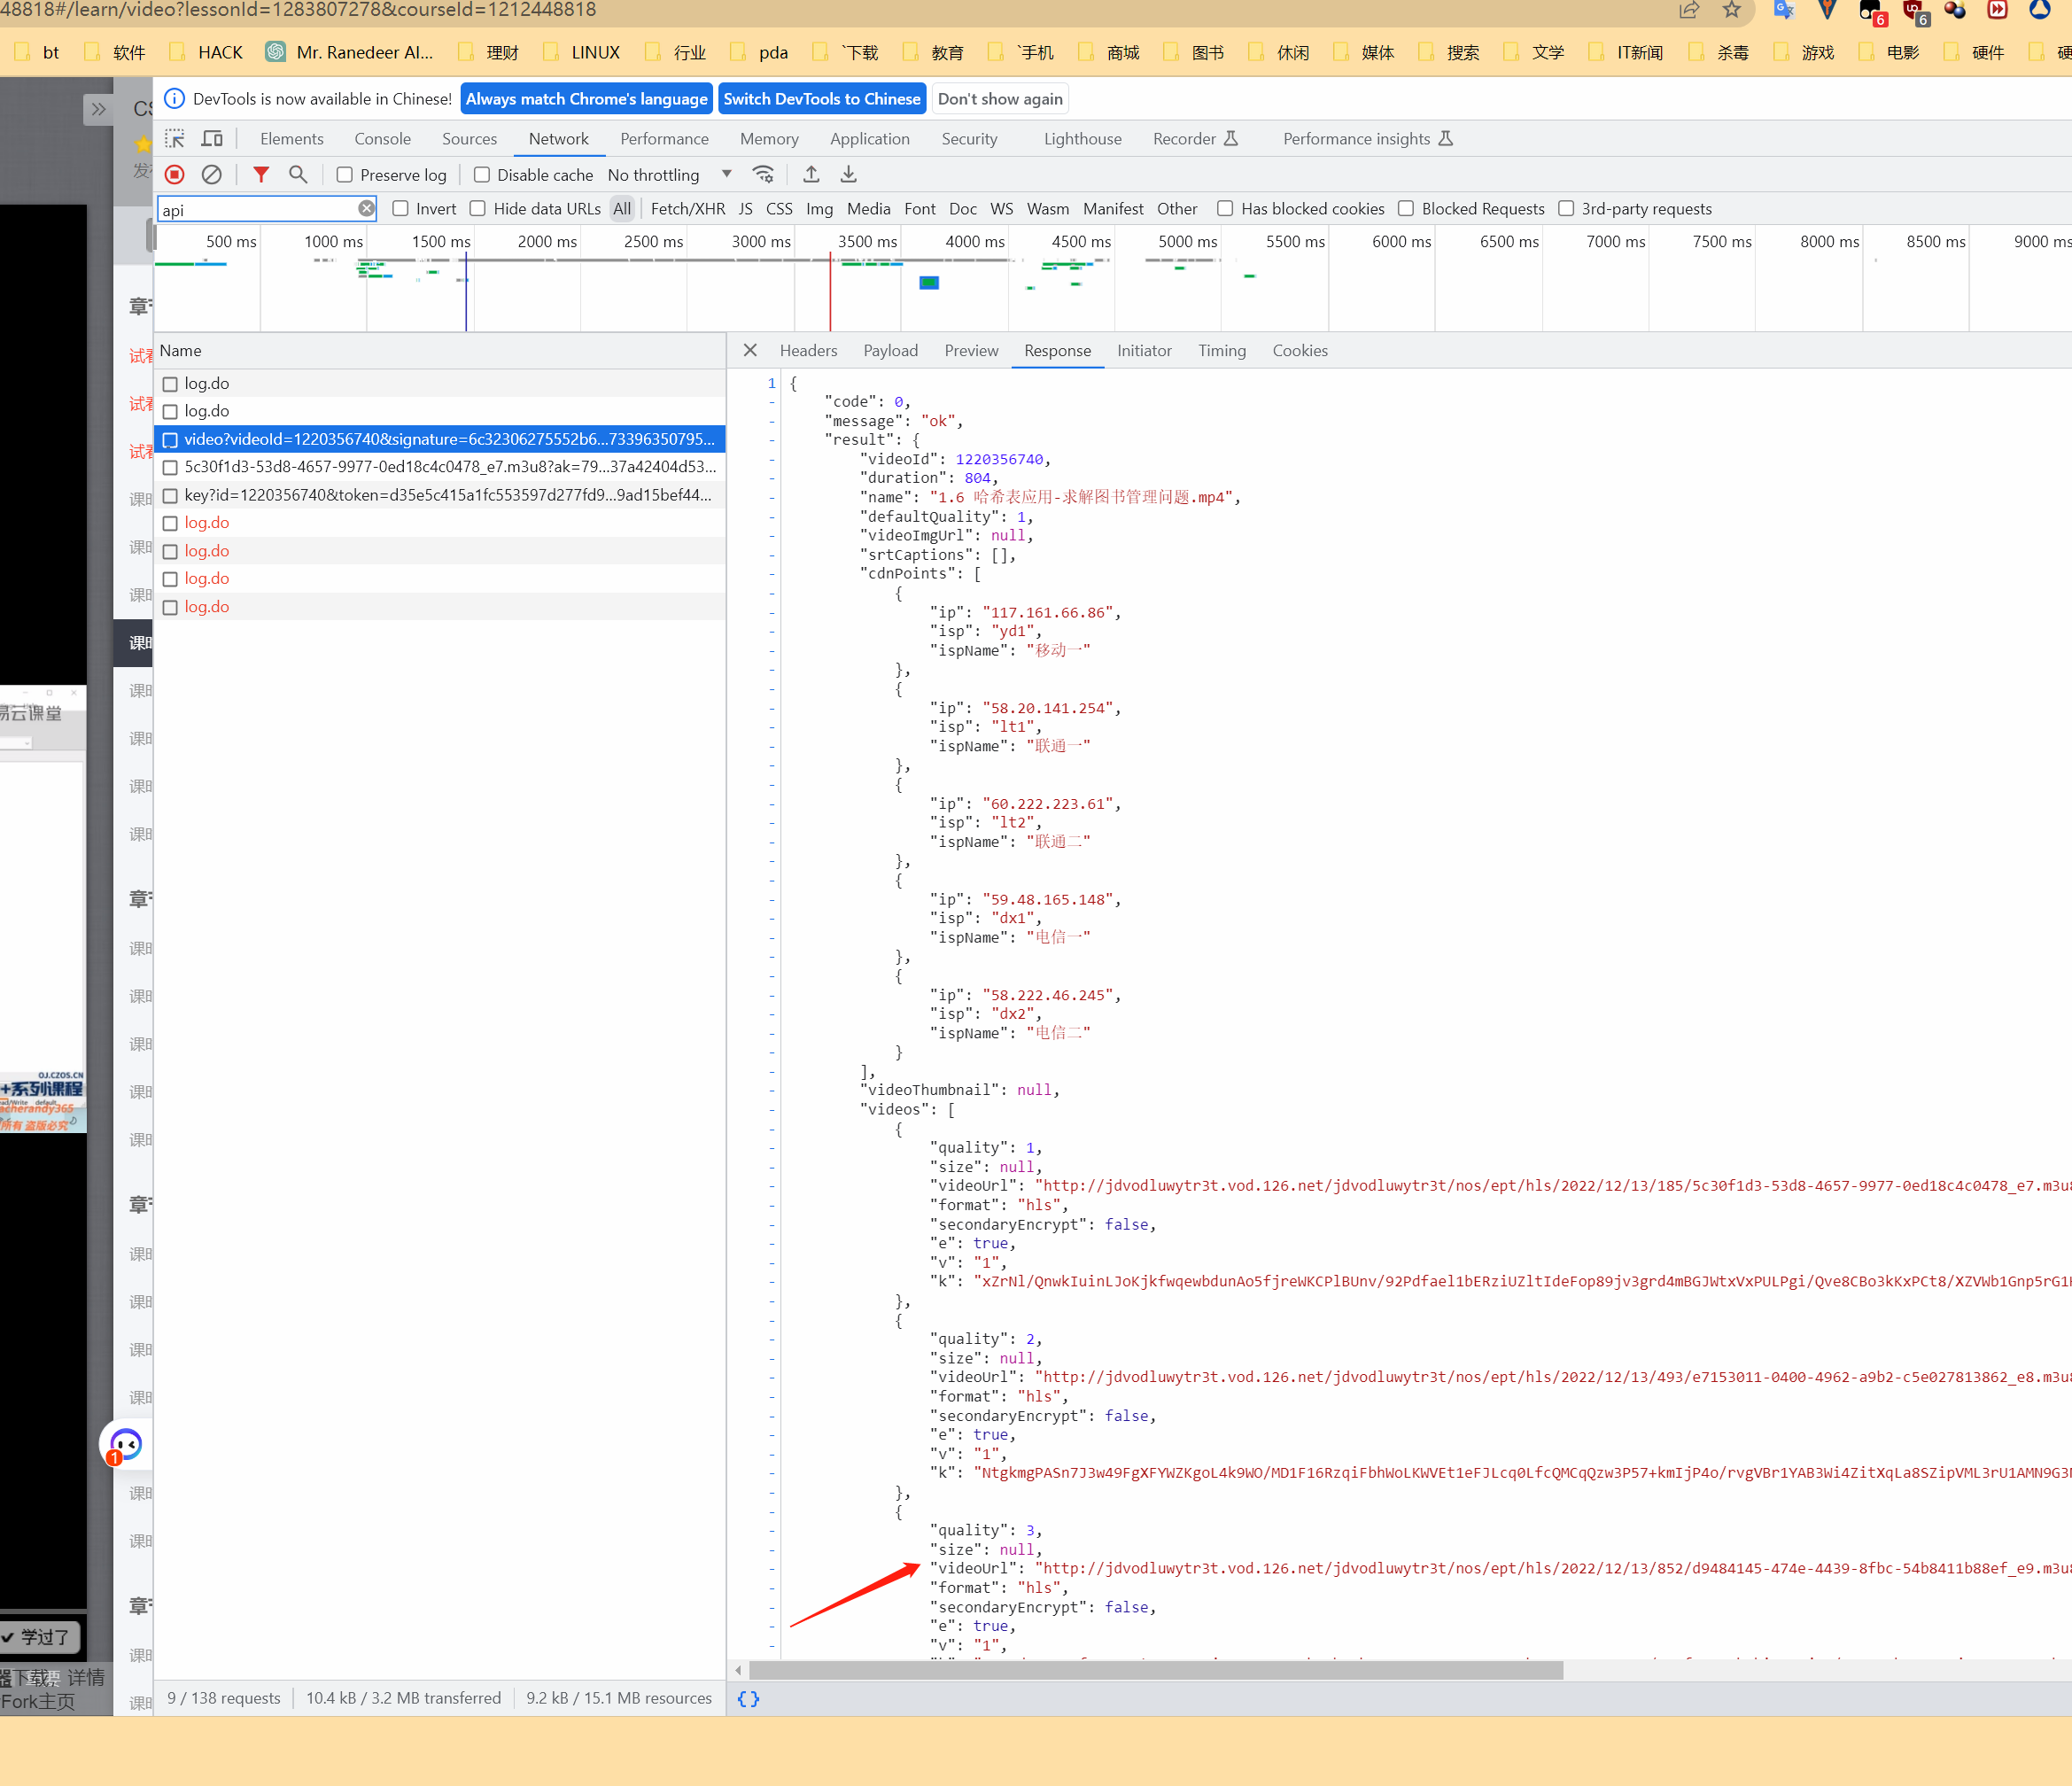 48818#/learn/video?lessonId=1283807278&courseId=1212448818
6 6
bt 软件 HACK Mr. Ranedeer AI... 理财 LINUX 行业 pda `下载 教育 `手机 商城 图书 休闲 媒体 搜索 文学 IT新闻 杀毒 游戏 电影 硬件
DevTools is now available in Chinese! Always match Chrome's language Switch DevTools to Chinese Don't show again
Elements Console Sources Network Performance Memory Application Security Lighthouse Recorder Performance insights
Preserve log Disable cache No throttling
api Invert Hide data URLs All Fetch/XHR JS CSS Img Media Font Doc WS Wasm Manifest Other Has blocked cookies Blocked Requests 3rd-party requests
500 ms 1000 ms 1500 ms 2000 ms 2500 ms 3000 ms 3500 ms 4000 ms 4500 ms 5000 ms 5500 ms 6000 ms 6500 ms 7000 ms 7500 ms 8000 ms 8500 ms 9000 ms
Name
log.do
log.do
video?videoId=1220356740&signature=6c32306275552b6...73396350795...
5c30f1d3-53d8-4657-9977-0ed18c4c0478_e7.m3u8?ak=79...37a42404d53...
key?id=1220356740&token=d35e5c415a1fc553597d277fd9...9ad15bef44...
log.do
log.do
log.do
log.do
9 / 138 requests 10.4 kB / 3.2 MB transferred 9.2 kB / 15.1 MB resources
Headers Payload Preview Response Initiator Timing Cookies
1 {
"code": 0,
"message": "ok",
"result": {
"videoId": 1220356740,
"duration": 804,
"name": "1.6 哈希表应用-求解图书管理问题.mp4",
"defaultQuality": 1,
"videoImgUrl": null,
"srtCaptions": [],
"cdnPoints": [
{
"ip": "117.161.66.86",
"isp": "yd1",
"ispName": "移动一"
},
{
"ip": "58.20.141.254",
"isp": "lt1",
"ispName": "联通一"
},
{
"ip": "60.222.223.61",
"isp": "lt2",
"ispName": "联通二"
},
{
"ip": "59.48.165.148",
"isp": "dx1",
"ispName": "电信一"
},
{
"ip": "58.222.46.245",
"isp": "dx2",
"ispName": "电信二"
}
],
"videoThumbnail": null,
"videos": [
{
"quality": 1,
"size": null,
"videoUrl": "http://jdvodluwytr3t.vod.126.net/jdvodluwytr3t/nos/ept/hls/2022/12/13/185/5c30f1d3-53d8-4657-9977-0ed18c4c0478_e7.m3u8
"format": "hls",
"secondaryEncrypt": false,
"e": true,
"v": "1",
"k": "xZrNl/QnwkIuinLJoKjkfwqewbdunAo5fjreWKCPlBUnv/92Pdfael1bERziUZltIdeFop89jv3grd4mBGJWtxVxPULPgi/Qve8CBo3kKxPCt8/XZVWb1Gnp5rG1
},
{
"quality": 2,
"size": null,
"videoUrl": "http://jdvodluwytr3t.vod.126.net/jdvodluwytr3t/nos/ept/hls/2022/12/13/493/e7153011-0400-4962-a9b2-c5e027813862_e8.m3u8
"format": "hls",
"secondaryEncrypt": false,
"e": true,
"v": "1",
"k": "NtgkmgPASn7J3w49FgXFYWZKgoL4k9WO/MD1F16RzqiFbhWoLKWVEt1eFJLcq0LfcQMCqQzw3P57+kmIjP4o/rvgVBr1YAB3Wi4ZitXqLa8SZipVML3rU1AMN9G3
},
{
"quality": 3,
"size": null,
"videoUrl": "http://jdvodluwytr3t.vod.126.net/jdvodluwytr3t/nos/ept/hls/2022/12/13/852/d9484145-474e-4439-8fbc-54b8411b88ef_e9.m3u8
"format": "hls",
"secondaryEncrypt": false,
"e": true,
"v": "1",
{}
易云课堂
OJ.CZOS.CN
+系列课程
acherandy365
所有 盗版必究
学过了
器下载 详情
Fork主页
1